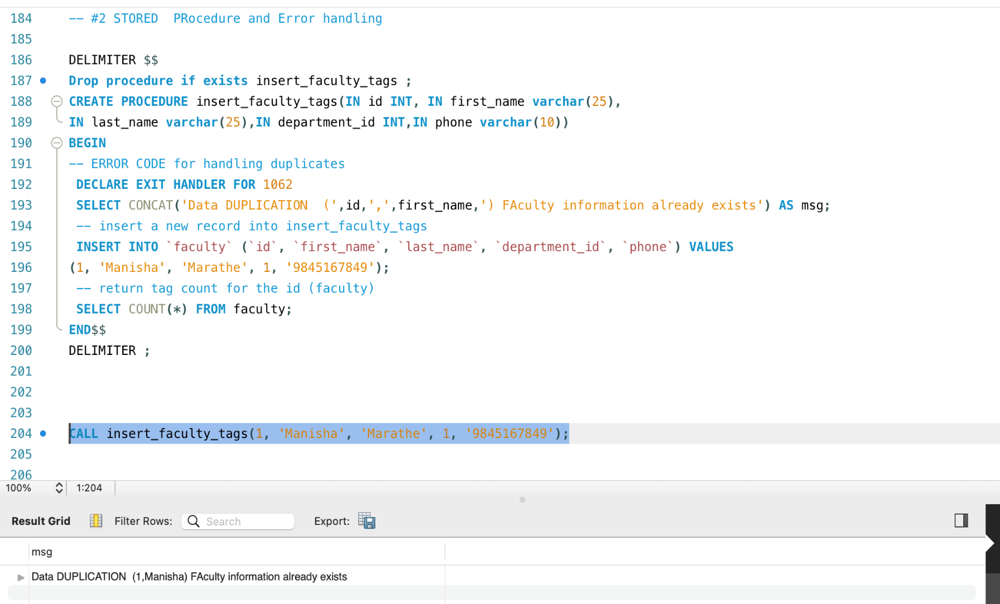 184 -- #2 STORED  PRocedure and Error handling
185
186 DELIMITER $$
187 Drop procedure if exists insert_faculty_tags ;
188 CREATE PROCEDURE insert_faculty_tags(IN id INT, IN first_name varchar(25),
189 IN last_name varchar(25),IN department_id INT,IN phone varchar(10))
190 BEGIN
191 -- ERROR CODE for handling duplicates
192  DECLARE EXIT HANDLER FOR 1062
193  SELECT CONCAT('Data DUPLICATION  (',id,',',first_name,') FAculty information already exists') AS msg;
194  -- insert a new record into insert_faculty_tags
195  INSERT INTO `faculty` (`id`, `first_name`, `last_name`, `department_id`, `phone`) VALUES
196 (1, 'Manisha', 'Marathe', 1, '9845167849');
197  -- return tag count for the id (faculty)
198  SELECT COUNT(*) FROM faculty;
199 END$$
200 DELIMITER ;
201
202
203
204 CALL insert_faculty_tags(1, 'Manisha', 'Marathe', 1, '9845167849');
205
206
100% 1:204
Result Grid Filter Rows: Search Export:
msg
Data DUPLICATION  (1,Manisha) FAculty information already exists